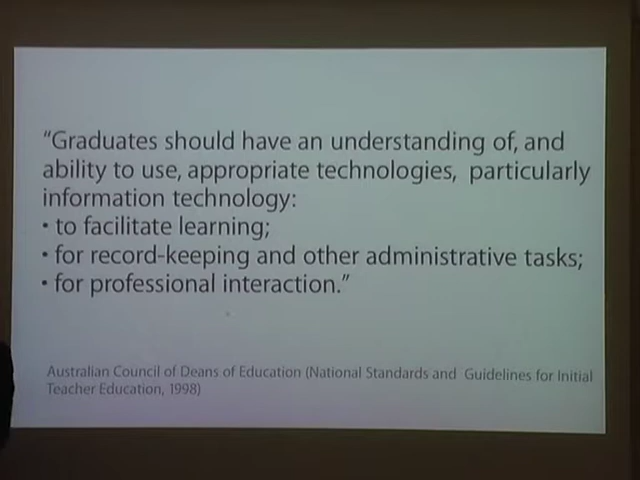 “Graduates should have an understanding of, and
ability to use, appropriate technologies, particularly
information technology:
• to facilitate learning;
• for record-keeping and other administrative tasks;
• for professional interaction.”
Australian Council of Deans of Education (National Standards and Guidelines for Initial
Teacher Education, 1998)